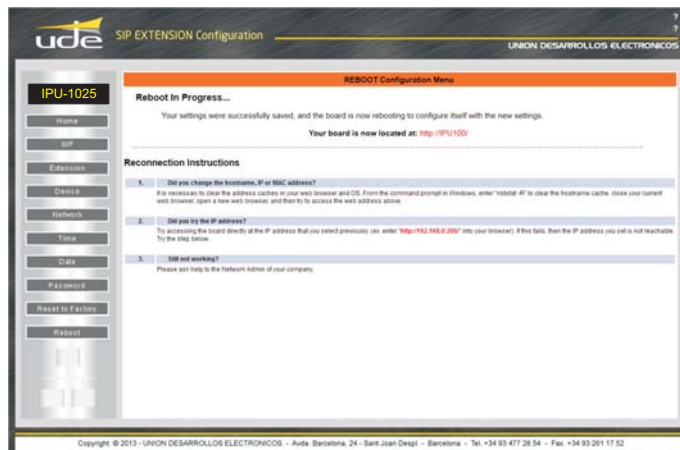 ude
SIP EXTENSION Configuration
?
?
UNION DESARROLLOS ELECTRONICOS
IPU-1025
Home
SIP
Extension
Device
Network
Time
Date
Password
Reset to Factory
Reboot
REBOOT Configuration Menu
Reboot In Progress...
Your settings were successfully saved, and the board is now rebooting to configure itself with the new settings.
Your board is now located at: http://IPU100/
Reconnection Instructions
1. Did you change the hostname, IP or MAC address?
It is necessary to clear the address caches in your web browser and OS. From the command prompt in Windows, enter "nbtstat -R" to clear the hostname cache, close your current
web browser, open a new web browser, and then try to access the web address above.
2. Did you try the IP address?
Try accessing the board directly at the IP address that you select previously (ex. enter "http://192.168.0.200/" into your browser). If this fails, then the IP address you set is not reachable.
Try the step below.
3. Still not working?
Please ask help to the Network Admin of your company.
Copyright © 2013 - UNION DESARROLLOS ELECTRONICOS - Avda. Barcelona, 24 - Sant Joan Despí - Barcelona - Tel. +34 93 477 28 54 - Fax. +34 93 261 17 52